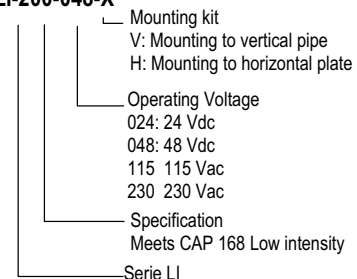 LI-200-048-X
Mounting kit
V: Mounting to vertical pipe
H: Mounting to horizontal plate
Operating Voltage
024: 24 Vdc
048: 48 Vdc
115 115 Vac
230 230 Vac
Specification
Meets CAP 168 Low intensity
Serie LI